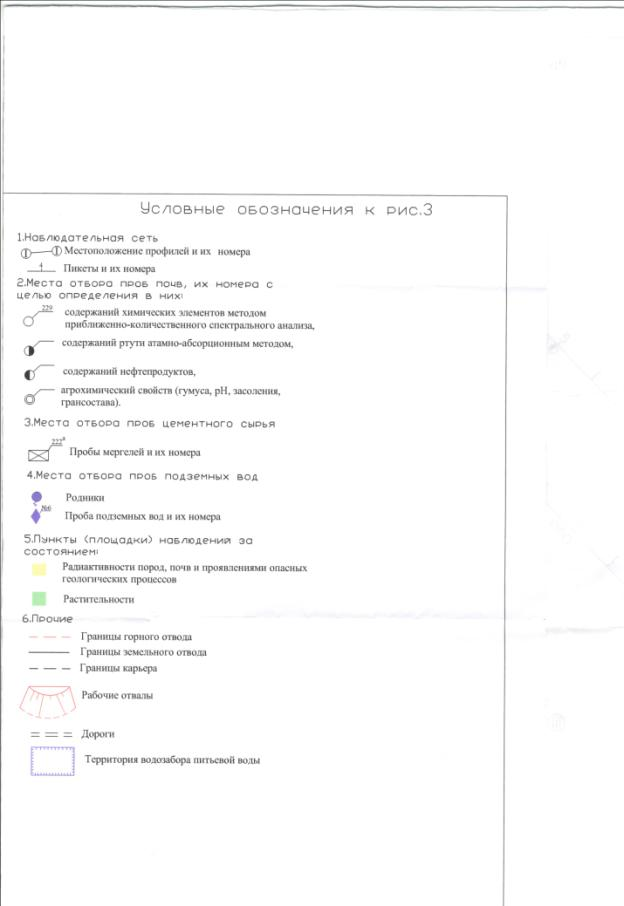 Условные обозначения к рис.3
1.Наблюдательная сеть
Местоположение профилей и их номера
4
Пикеты и их номера
2.Места отбора проб почв, их номера с
целью определения в них:
229
содержаний химических элементов методом
приближенно-количественного спектрального анализа,
содержаний ртути атамно-абсорционным методом,
содержаний нефтепродуктов,
агрохимический свойств (гумуса, pH, засоления,
грансостава).
3.Места отбора проб цементного сырья
Пробы мергелей и их номера
4.Места отбора проб подземных вод
Родники
№6
Проба подземных вод и их номера
5.Пункты (площадки) наблюдений за
состоянием:
Радиактивности пород, почв и проявлениями опасных
геологических процессов
Растительности
6.Прочие
Границы горного отвода
Границы земельного отвода
Границы карьера
Рабочие отвалы
Дороги
Территория водозабора питьевой воды